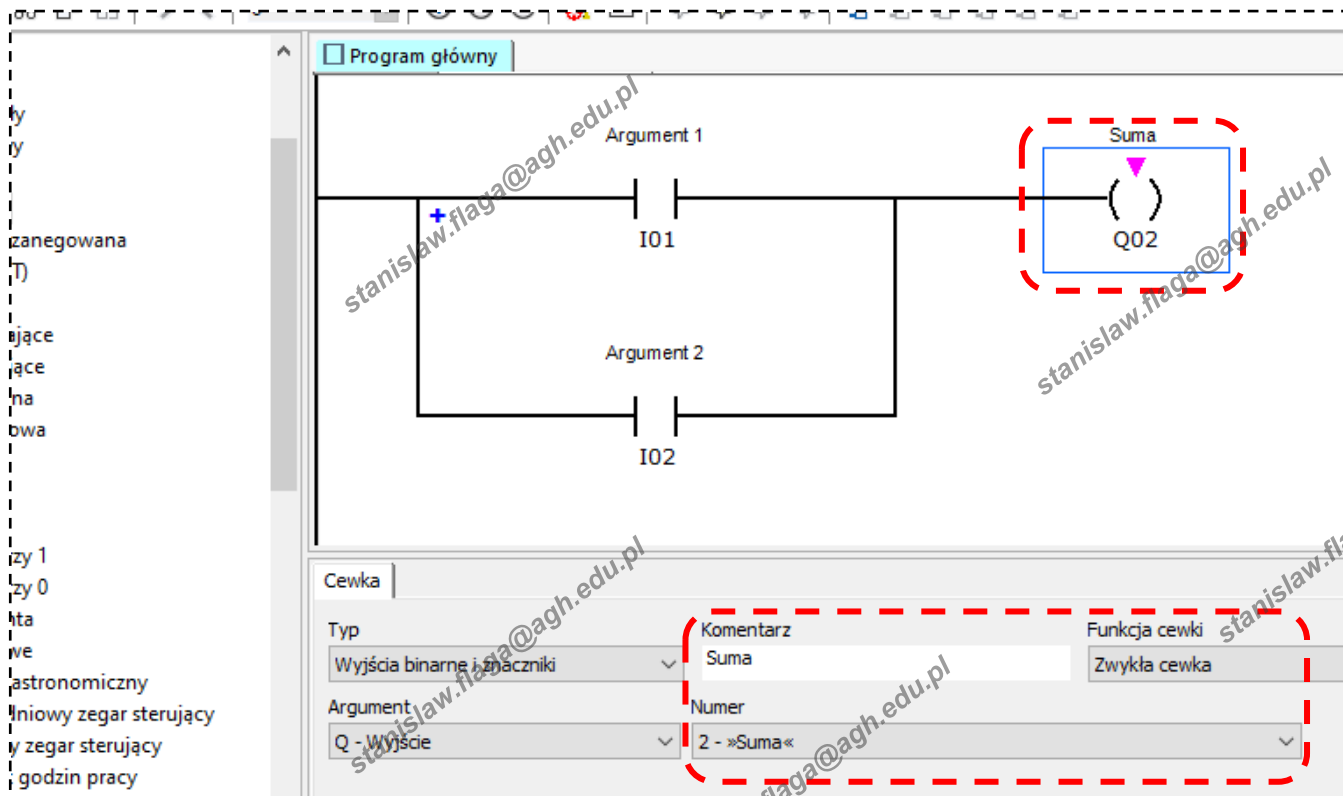 Program główny
Argument 1
I01
Argument 2
I02
Suma
Q02
zanegowana
T)
ające
ące
na
owa
zy 1
zy 0
nta
we
astronomiczny
dniowy zegar sterujący
y zegar sterujący
godzin pracy
Cewka
Typ
Wyjścia binarne i znaczniki
Komentarz
Suma
Funkcja cewki
Zwykła cewka
Argument
Q - Wyjście
Numer
2 - »Suma«
stanislaw.flaga@agh.edu.pl
stanislaw.flaga@agh.edu.pl
stanislaw.flaga@agh.edu.pl
stanislaw.fla
flaga@agh.edu.pl